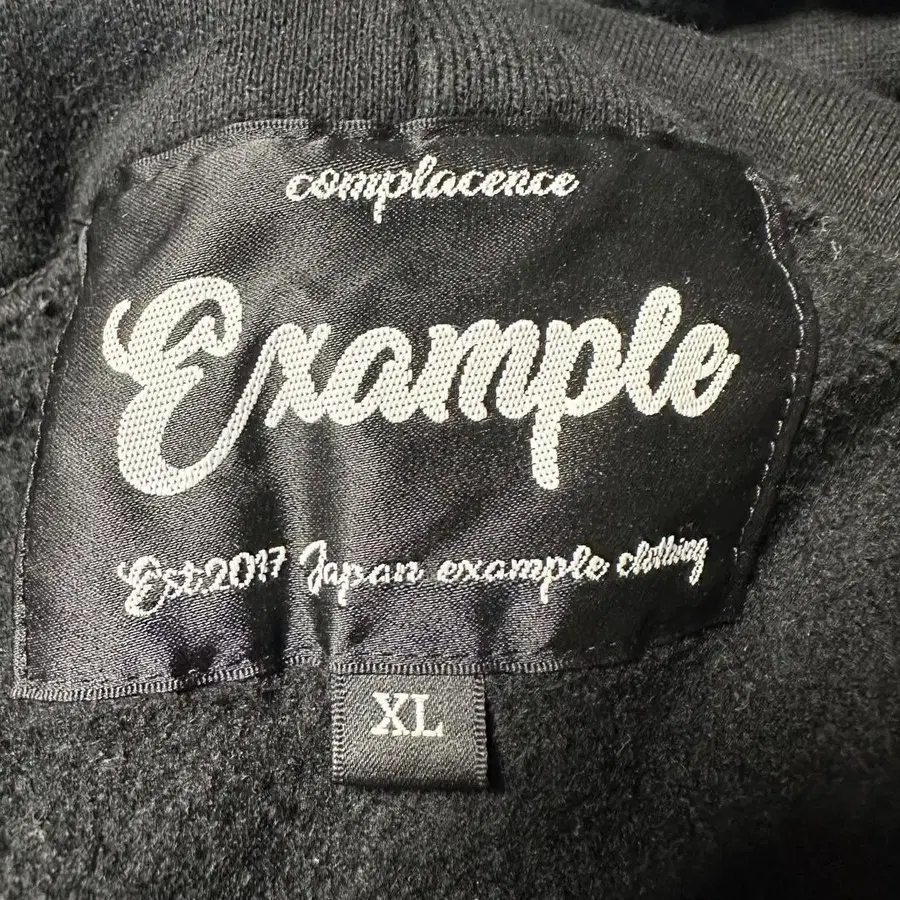 complacence
Example
Est.2017 Japan example clothing
XL